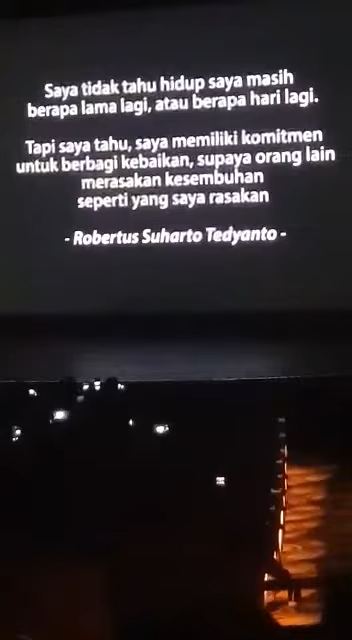 Saya tidak tahu hidup saya masih
berapa lama lagi, atau berapa hari lagi.
Tapi saya tahu, saya memiliki komitmen
untuk berbagi kebaikan, supaya orang lain
merasakan kesembuhan
seperti yang saya rasakan
- Robertus Suharto Tedyanto -